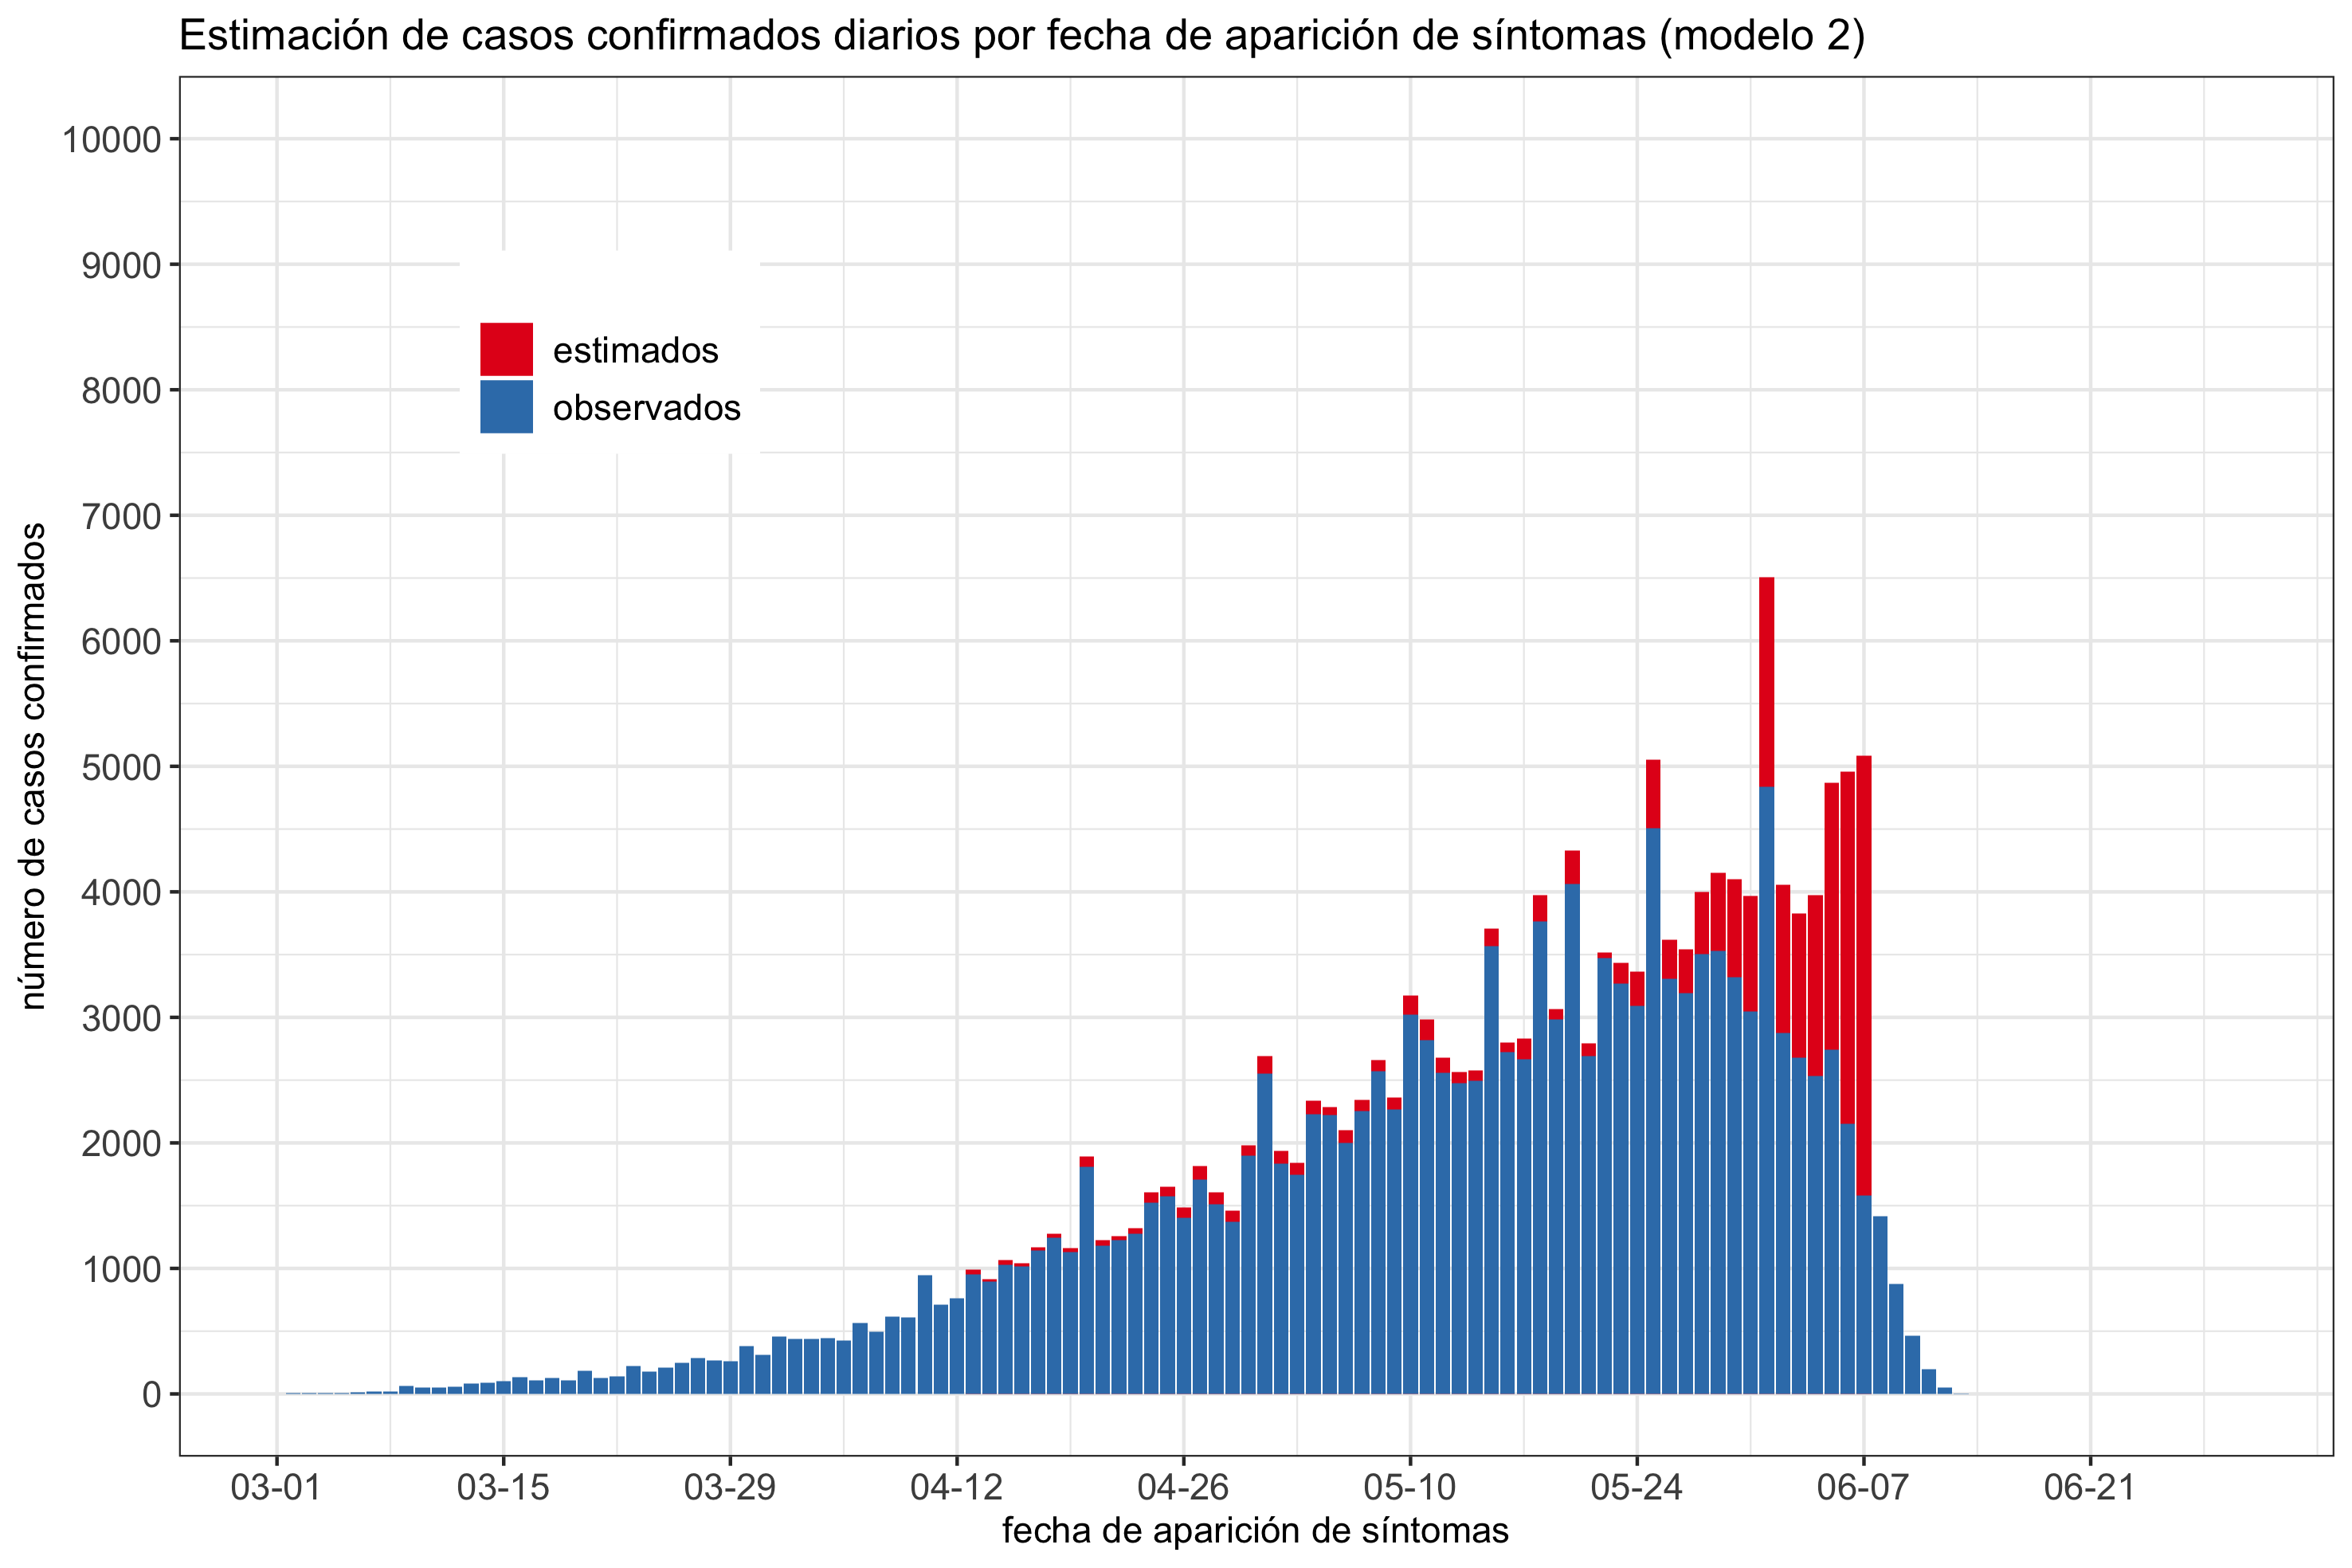 Estimación de casos confirmados diarios por fecha de aparición de síntomas (modelo 2)
número de casos confirmados
10000
9000
8000
7000
6000
5000
4000
3000
2000
1000
0
estimados
observados
03-01 03-15 03-29 04-12 04-26 05-10 05-24 06-07 06-21
fecha de aparición de síntomas